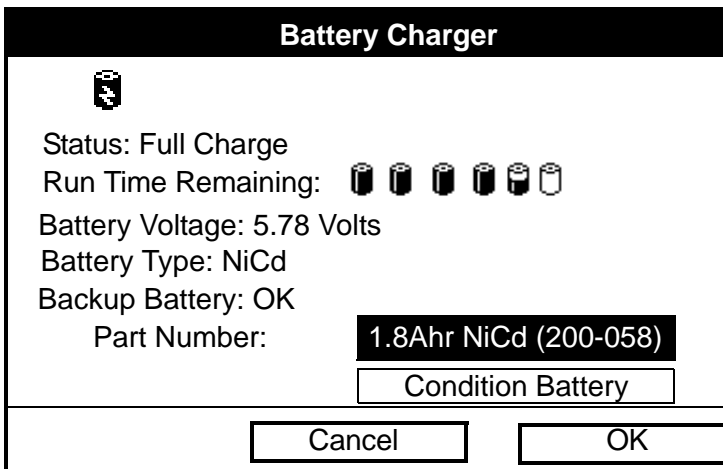 Battery Charger
Status: Full Charge
Run Time Remaining:
Battery Voltage: 5.78 Volts
Battery Type: NiCd
Backup Battery: OK
Part Number: 1.8Ahr NiCd (200-058)
Condition Battery
Cancel OK